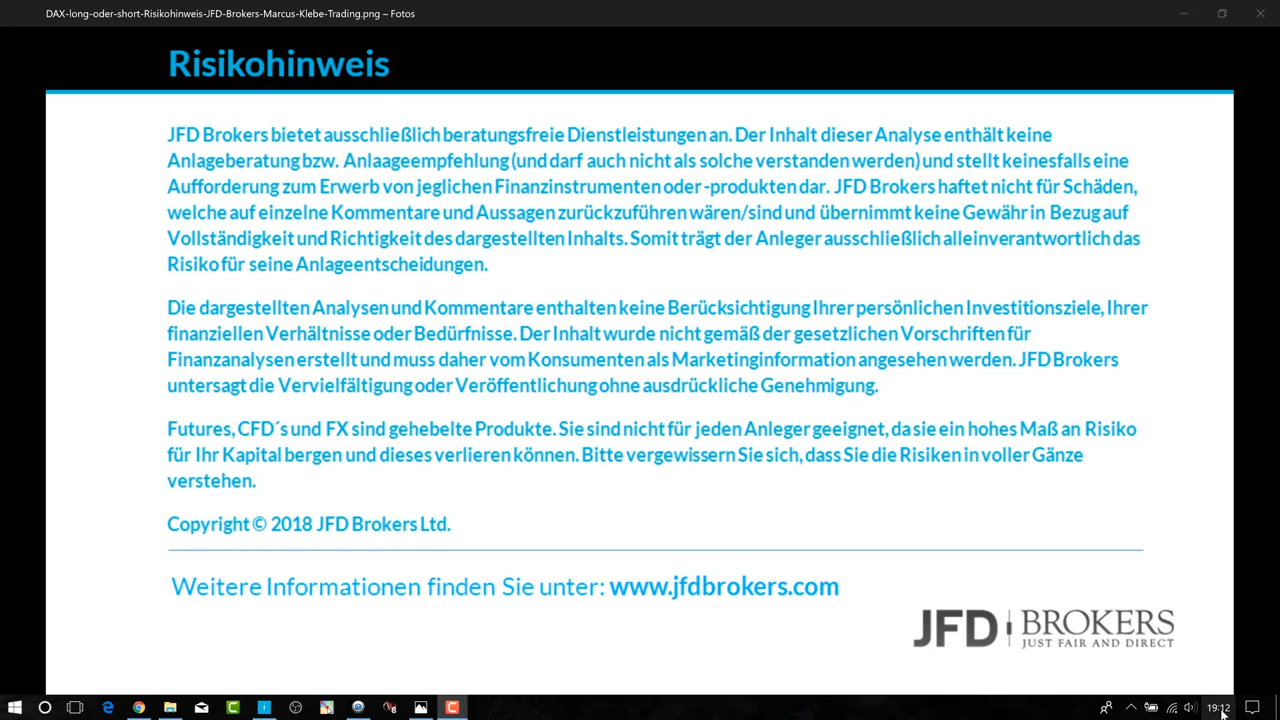 DAX-long-oder-short-Risikohinweis-JFD-Brokers-Marcus-Klebe-Trading.png – Fotos
Risikohinweis
JFD Brokers bietet ausschließlich beratungsfreie Dienstleistungen an. Der Inhalt dieser Analyse enthält keine
Anlageberatung bzw. Anlaageempfehlung (und darf auch nicht als solche verstanden werden) und stellt keinesfalls eine
Aufforderung zum Erwerb von jeglichen Finanzinstrumenten oder -produkten dar. JFD Brokers haftet nicht für Schäden,
welche auf einzelne Kommentare und Aussagen zurückzuführen wären/sind und übernimmt keine Gewähr in Bezug auf
Vollständigkeit und Richtigkeit des dargestellten Inhalts. Somit trägt der Anleger ausschließlich alleinverantwortlich das
Risiko für seine Anlageentscheidungen.
Die dargestellten Analysen und Kommentare enthalten keine Berücksichtigung Ihrer persönlichen Investitionsziele, Ihrer
finanziellen Verhältnisse oder Bedürfnisse. Der Inhalt wurde nicht gemäß der gesetzlichen Vorschriften für
Finanzanalysen erstellt und muss daher vom Konsumenten als Marketinginformation angesehen werden. JFD Brokers
untersagt die Vervielfältigung oder Veröffentlichung ohne ausdrückliche Genehmigung.
Futures, CFD´s und FX sind gehebelte Produkte. Sie sind nicht für jeden Anleger geeignet, da sie ein hohes Maß an Risiko
für Ihr Kapital bergen und dieses verlieren können. Bitte vergewissern Sie sich, dass Sie die Risiken in voller Gänze
verstehen.
Copyright © 2018 JFD Brokers Ltd.
Weitere Informationen finden Sie unter: www.jfdbrokers.com
JFD BROKERS
JUST FAIR AND DIRECT
19:12